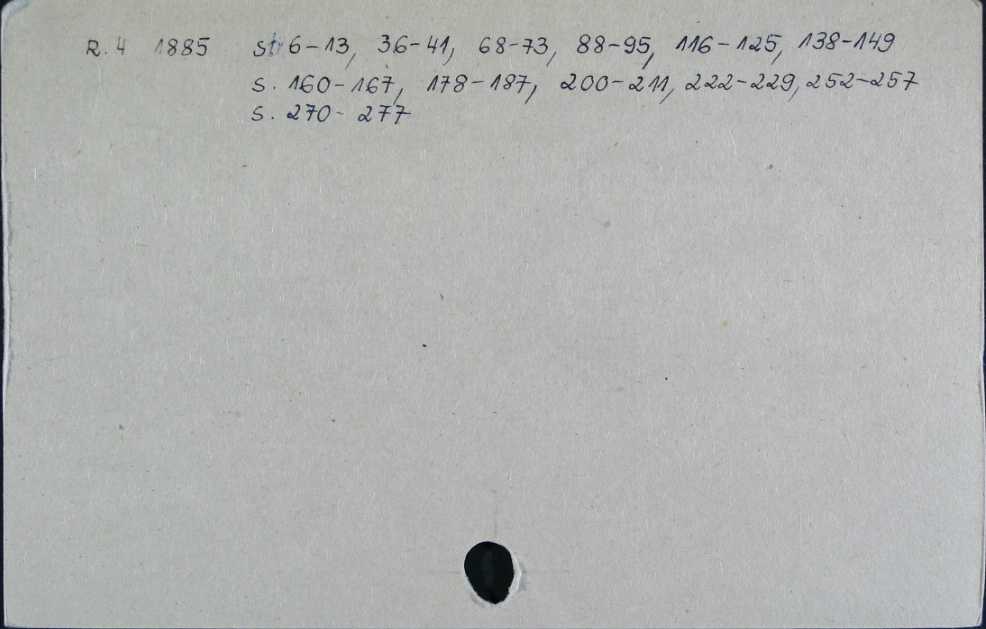 R. 4 1885 str 6-13, 36-41, 68-73, 88-95, 116-125, 138-149
s. 160-167, 178-187, 200-211, 222-229, 252-257
s. 270- 277